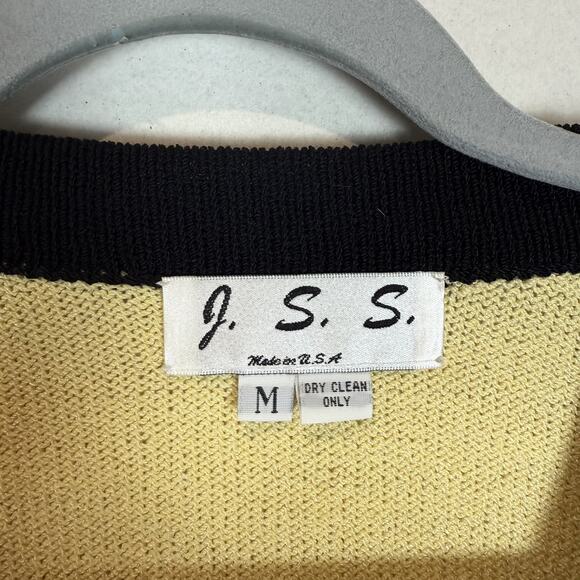 J. S. S.
Made in U.S.A
M
DRY CLEAN
ONLY